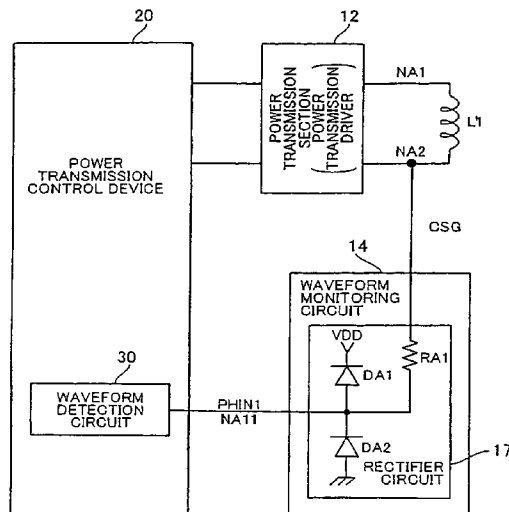 20
12
POWER
TRANSMISSION
SECTION
(POWER
TRANSMISSION
DRIVER)
NA1
L1
NA2
POWER
TRANSMISSION
CONTROL DEVICE
CSG
14
WAVEFORM
MONITORING
CIRCUIT
VDD
RA1
DA1
30
WAVEFORM
DETECTION
CIRCUIT
PHIN1
NA11
DA2
17
RECTIFIER
CIRCUIT